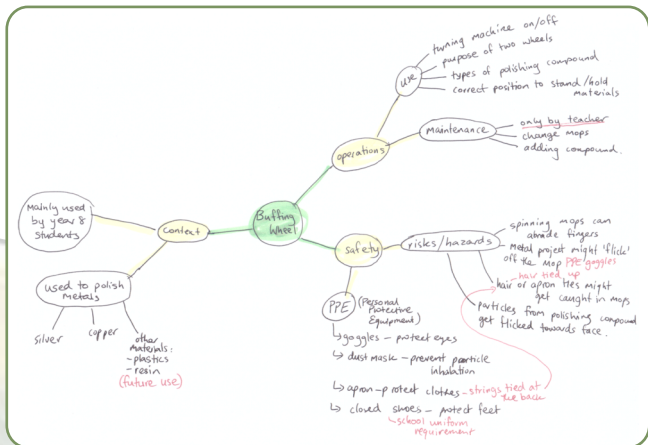 Buffing
Wheel
operations
use
turning machine on/off
purpose of two wheels
types of polishing compound
correct position to stand/hold
materials
maintenance
only by teacher
change mops
adding compound.
context
Mainly used
by year 8
students
used to polish
metals
silver
copper
other
materials:
- plastics
- resin
(future use)
safety
risks/hazards
spinning mops can
abrade fingers
metal project might 'flick'
off the mop PPE goggles
hair tied up
hair or apron ties might
get caught in mops
particles from polishing compound
get flicked towards face.
PPE (Personal
Protective
Equipment)
goggles - protect eyes
dust mask - prevent particle
inhalation
apron - protect clothes - strings tied at
the back
closed shoes - protect feet
school uniform
requirement